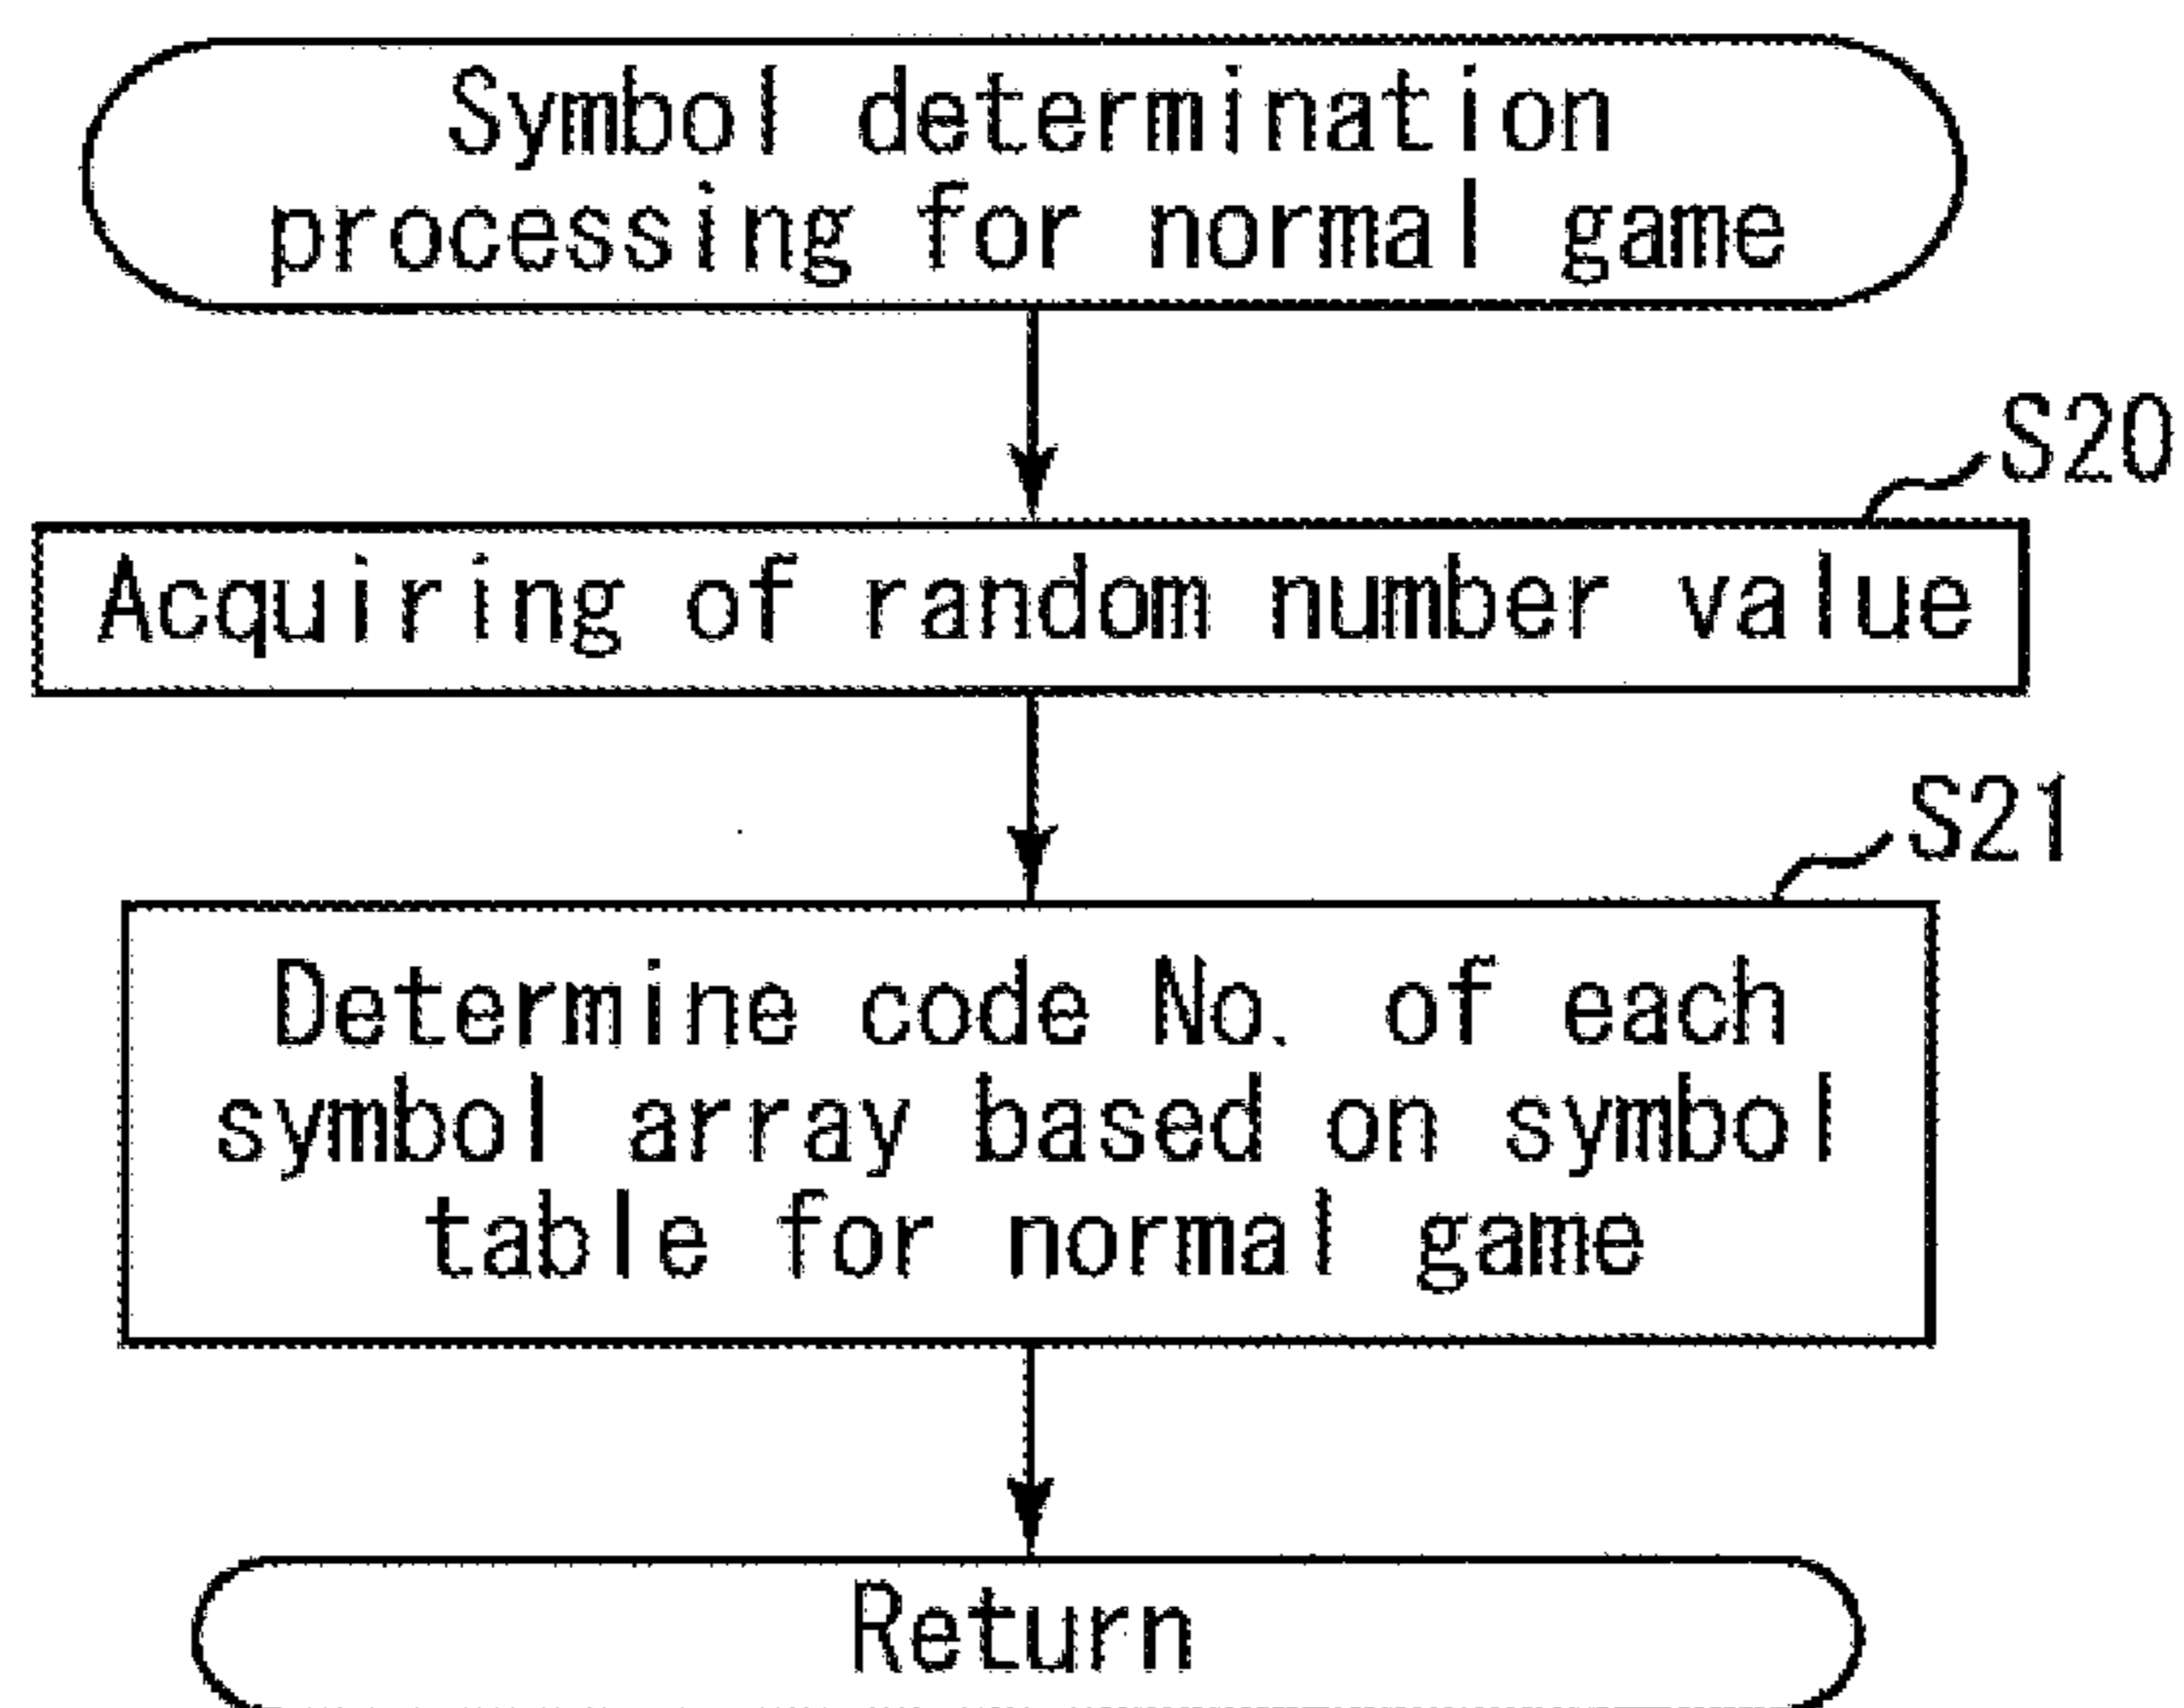 Symbol determination
processing for normal game
S20
Acquiring of random number value
S21
Determine code No. of each
symbol array based on symbol
table for normal game
Return